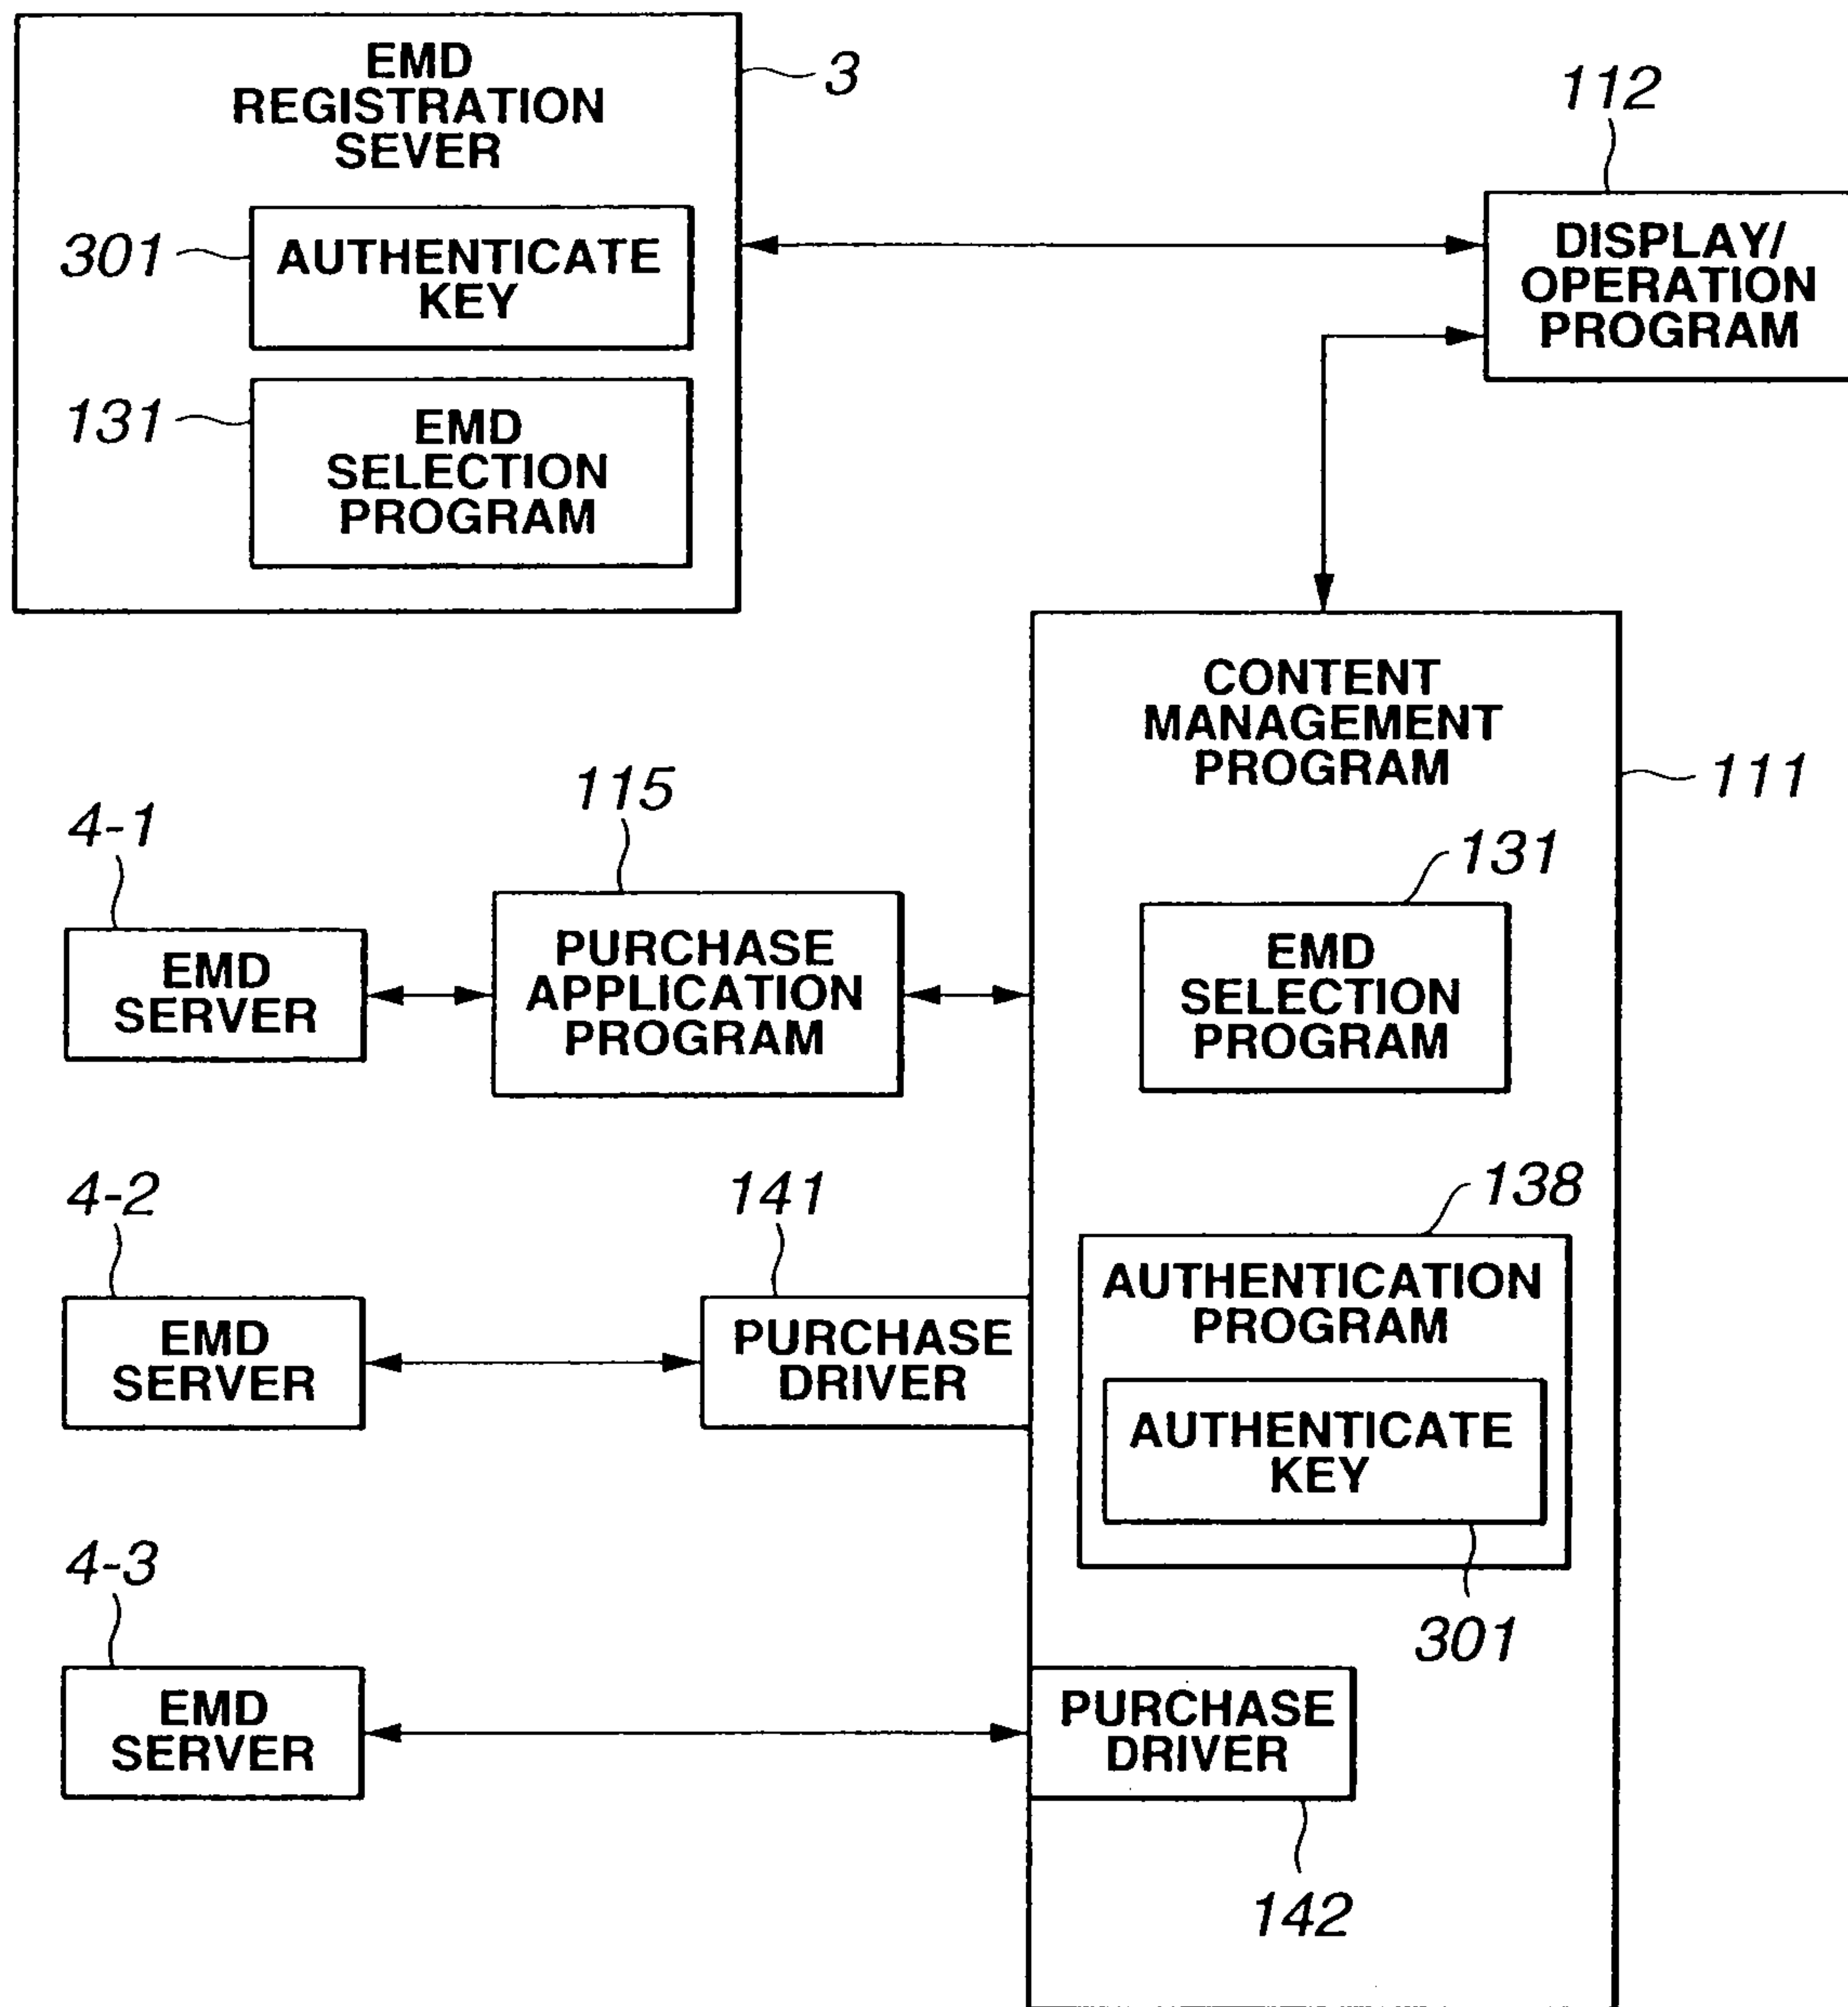 EMD
REGISTRATION
SEVER
3
301
AUTHENTICATE
KEY
131
EMD
SELECTION
PROGRAM
112
DISPLAY/
OPERATION
PROGRAM
CONTENT
MANAGEMENT
PROGRAM
111
4-1
EMD
SERVER
115
PURCHASE
APPLICATION
PROGRAM
131
EMD
SELECTION
PROGRAM
4-2
EMD
SERVER
141
PURCHASE
DRIVER
138
AUTHENTICATION
PROGRAM
AUTHENTICATE
KEY
301
4-3
EMD
SERVER
PURCHASE
DRIVER
142